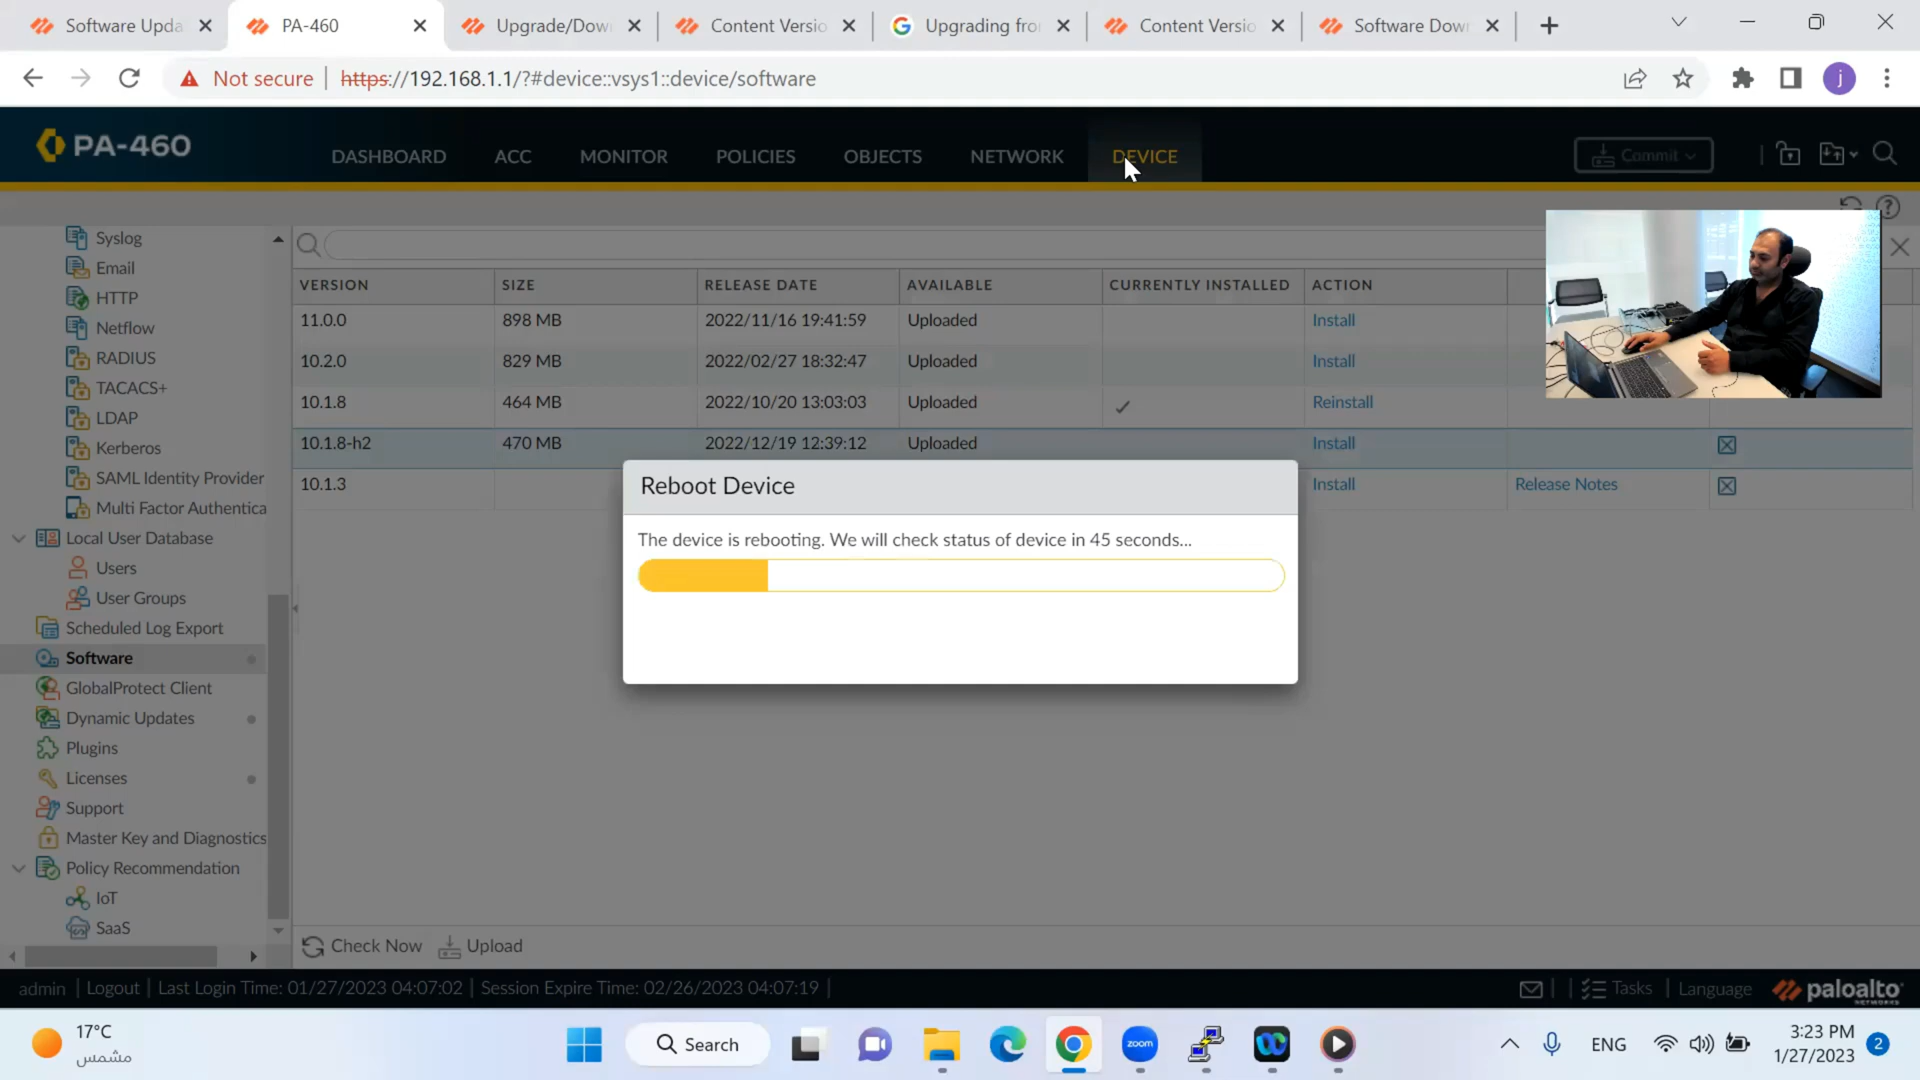 Software Upda
PA-460
Upgrade/Dow
Content Versio
Upgrading fro
Content Versio
Software Dow
Not secure
https://192.168.1.1/?#device::vsys1::device/software
j
PA-460
DASHBOARD
ACC
MONITOR
POLICIES
OBJECTS
NETWORK
DEVICE
Commit
Syslog
Email
HTTP
Netflow
RADIUS
TACACS+
LDAP
Kerberos
SAML Identity Provider
Multi Factor Authentica
Local User Database
Users
User Groups
Scheduled Log Export
Software
GlobalProtect Client
Dynamic Updates
Plugins
Licenses
Support
Master Key and Diagnostics
Policy Recommendation
IoT
SaaS
VERSION SIZE RELEASE DATE AVAILABLE CURRENTLY INSTALLED ACTION
11.0.0 898 MB 2022/11/16 19:41:59 Uploaded Install
10.2.0 829 MB 2022/02/27 18:32:47 Uploaded Install
10.1.8 464 MB 2022/10/20 13:03:03 Uploaded Reinstall
10.1.8-h2 470 MB 2022/12/19 12:39:12 Uploaded Install
10.1.3 Install Release Notes
Reboot Device
The device is rebooting. We will check status of device in 45 seconds...
Check Now
Upload
admin | Logout | Last Login Time: 01/27/2023 04:07:02 | Session Expire Time: 02/26/2023 04:07:19 |
Tasks | Language
paloalto
NETWORKS
17°C
مشمس
Search
zoom
ENG
3:23 PM
1/27/2023
2